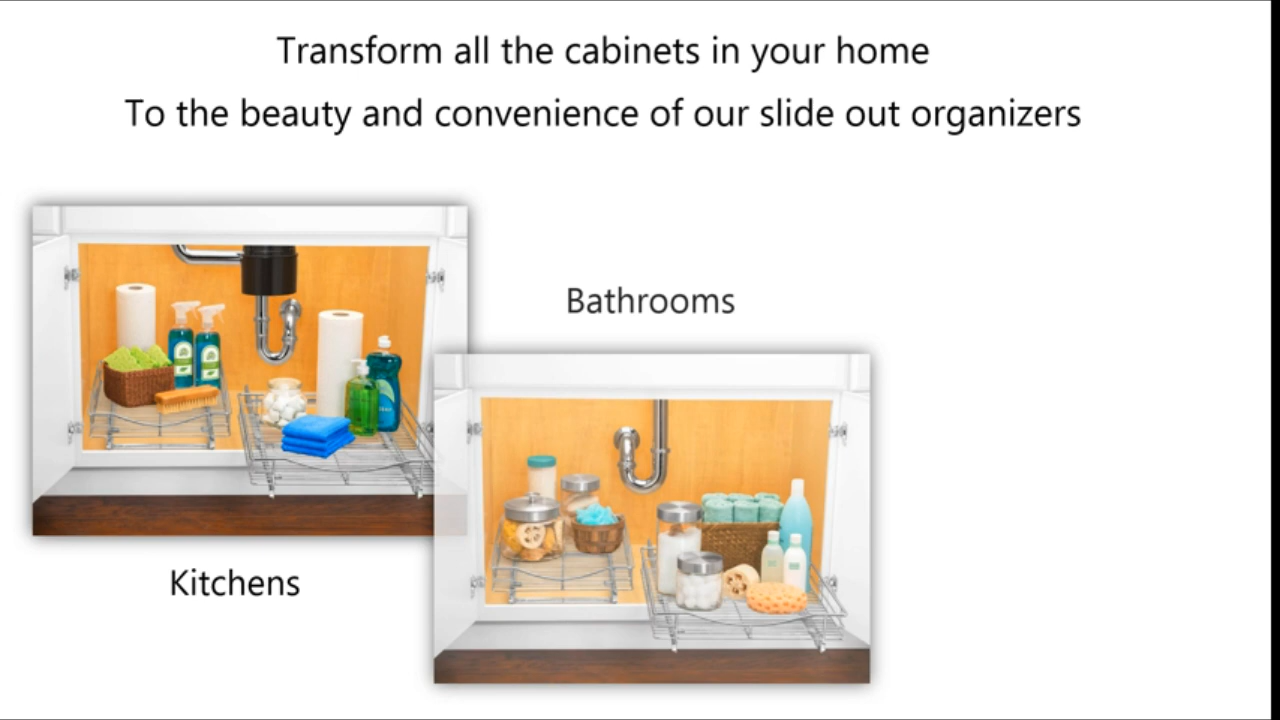 Transform all the cabinets in your home
To the beauty and convenience of our slide out organizers
Bathrooms
Kitchens